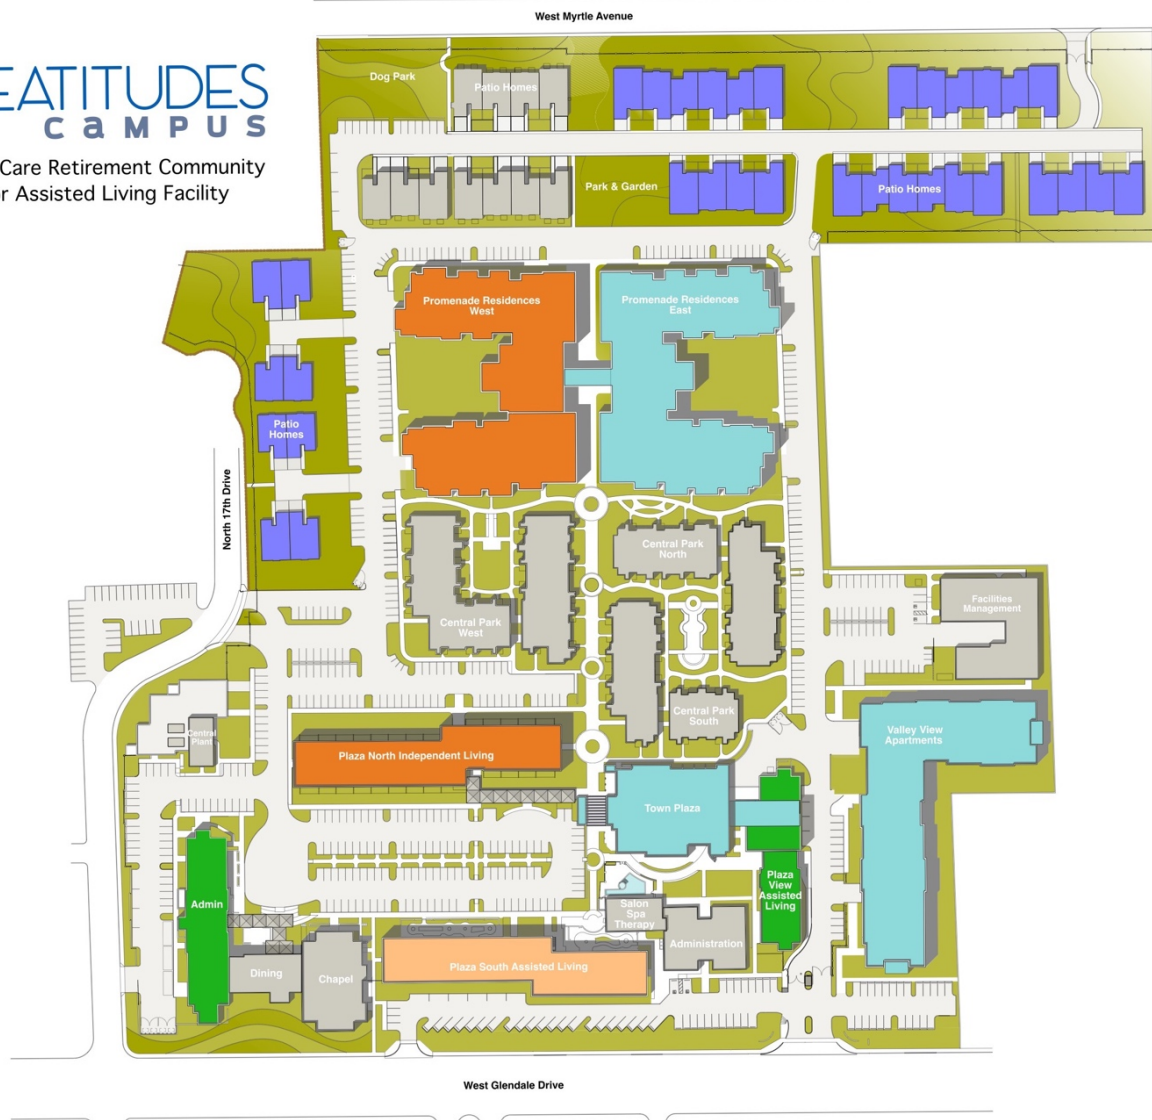 West Myrtle Avenue
EATITUDES
CAMPUS
Care Retirement Community
r Assisted Living Facility
Dog Park
Patio Homes
Park & Garden
Patio Homes
Promenade Residences
West
Promenade Residences
East
Patio
Homes
North 17th Drive
Central Park
North
Central Park
West
Facilities
Management
Central Park
South
Central
Plant
Plaza North Independent Living
Valley View
Apartments
Town Plaza
Plaza
View
Assisted
Living
Admin
Salon
Spa
Therapy
Administration
Dining
Chapel
Plaza South Assisted Living
West Glendale Drive